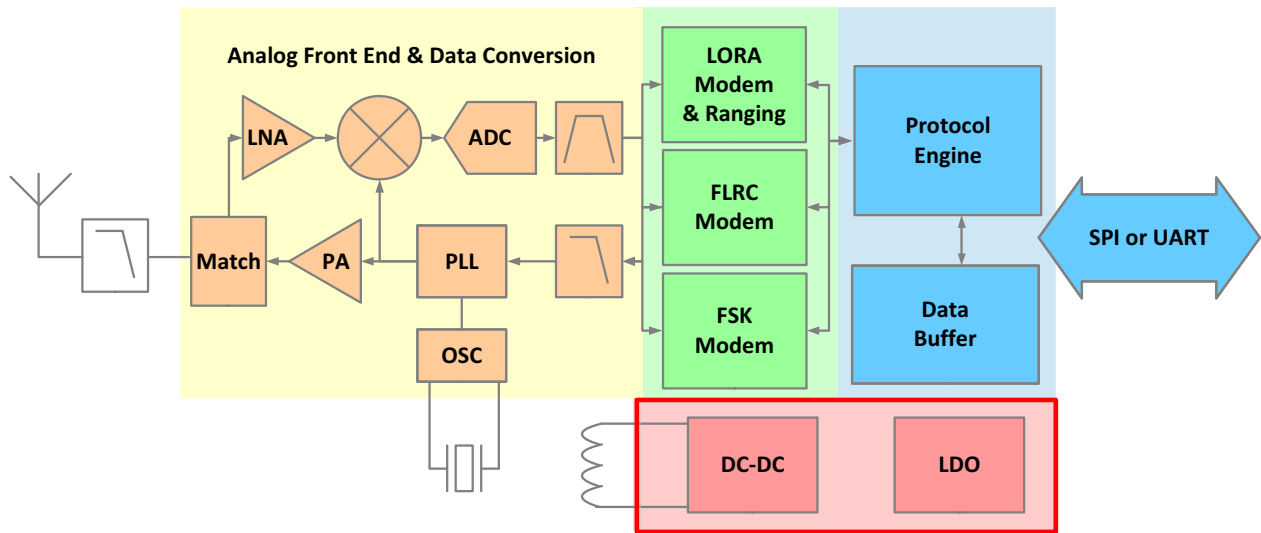 Analog Front End & Data Conversion
LNA
ADC
Match
PA
PLL
OSC
LORA
Modem
& Ranging
FLRC
Modem
FSK
Modem
Protocol
Engine
Data
Buffer
SPI or UART
DC-DC
LDO